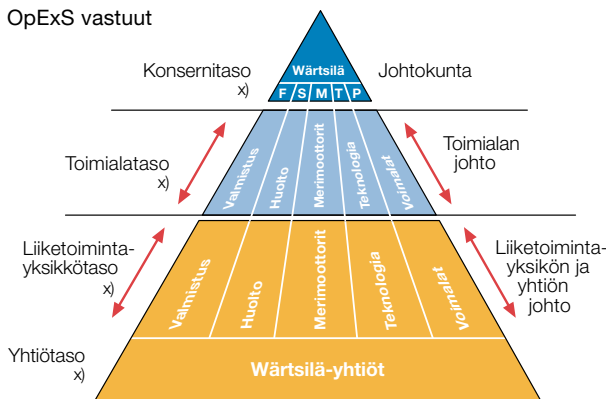 OpExS vastuut
Wärtsilä
F S M T P
Konsernitaso
x)
Johtokunta
Toimialataso
x)
Valmistus
Huolto
Merimoottorit
Teknologia
Voimalat
Toimialan
johto
Liiketoiminta-
yksikkötaso
x)
Valmistus
Huolto
Merimoottorit
Teknologia
Voimalat
Liiketoiminta-
yksikön ja
yhtiön
johto
Yhtiötaso
x)
Wärtsilä-yhtiöt